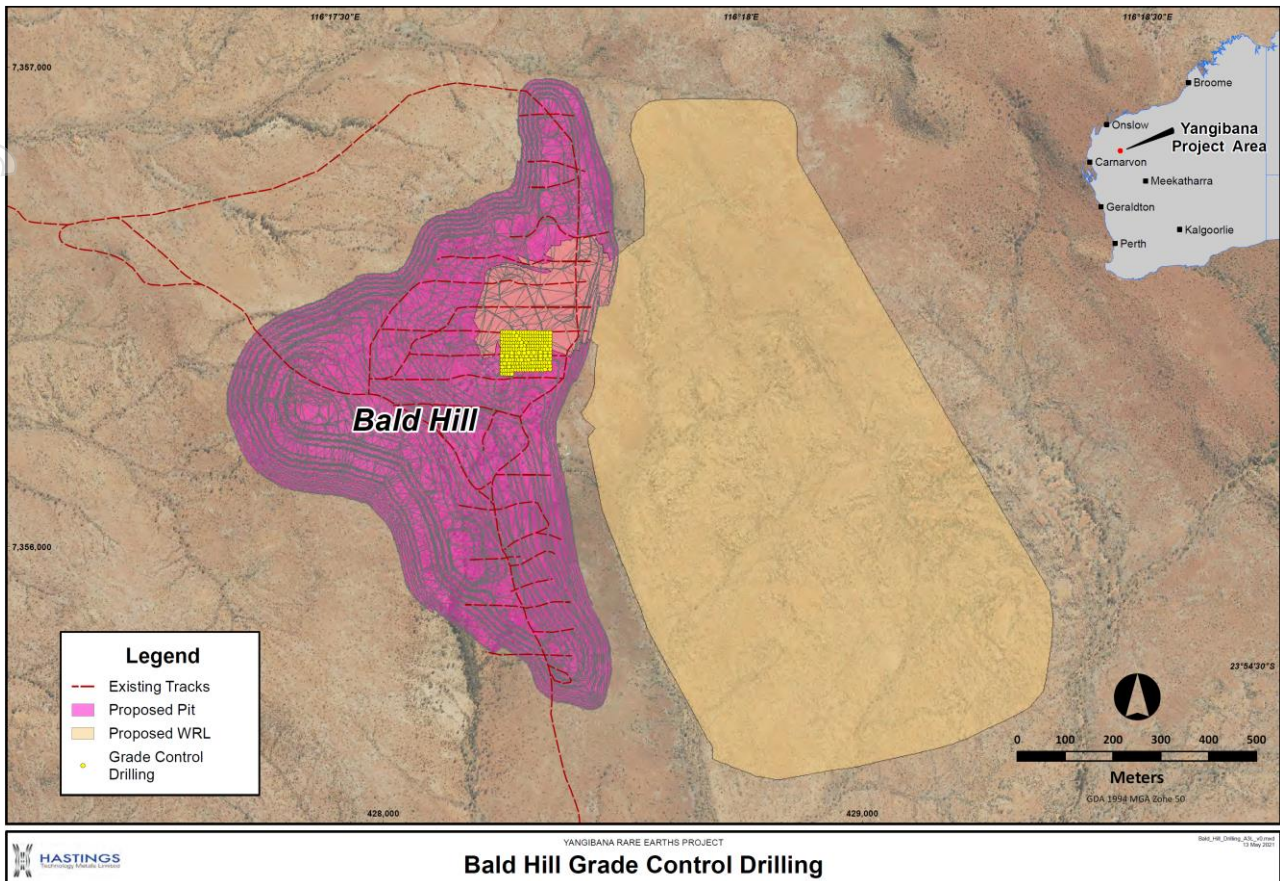 116°17'30"E
116°18'E
116°18'30"E
7,357,000
Broome
Onslow
Yangibana
Project Area
Carnarvon
Meekatharra
Geraldton
Kalgoorlie
Perth
Bald Hill
7,356,000
Legend
Existing Tracks
Proposed Pit
Proposed WRL
Grade Control
Drilling
23°54'30"S
0 100 200 300 400 500
Meters
GDA 1994 MGA Zone 50
428,000
429,000
HASTINGS
Technology Metals Limited
YANGIBANA RARE EARTHS PROJECT
Bald Hill Grade Control Drilling
Bald_Hill_Drilling_A3L_v0.mxd
13 May 2021